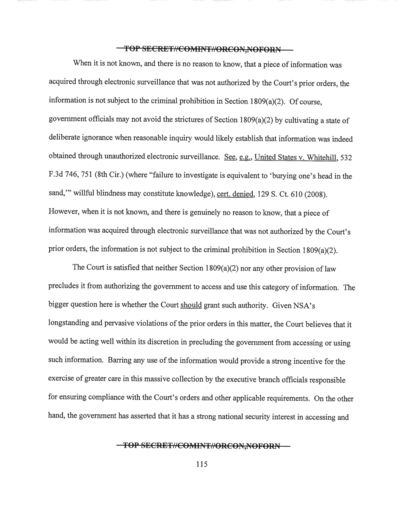 TOP SECRET//COMINT//ORCON,NOFORN
When it is not known, and there is no reason to know, that a piece of information was
acquired through electronic surveillance that was not authorized by the Court's prior orders, the
information is not subject to the criminal prohibition in Section 1809(a)(2). Of course,
government officials may not avoid the strictures of Section 1809(a)(2) by cultivating a state of
deliberate ignorance when reasonable inquiry would likely establish that information was indeed
obtained through unauthorized electronic surveillance. See, e.g., United States v. Whitehill, 532
F.3d 746, 751 (8th Cir.) (where "failure to investigate is equivalent to 'burying one's head in the
sand,'" willful blindness may constitute knowledge), cert. denied, 129 S. Ct. 610 (2008).
However, when it is not known, and there is genuinely no reason to know, that a piece of
information was acquired through electronic surveillance that was not authorized by the Court's
prior orders, the information is not subject to the criminal prohibition in Section 1809(a)(2).
The Court is satisfied that neither Section 1809(a)(2) nor any other provision of law
precludes it from authorizing the government to access and use this category of information. The
bigger question here is whether the Court should grant such authority. Given NSA's
longstanding and pervasive violations of the prior orders in this matter, the Court believes that it
would be acting well within its discretion in precluding the government from accessing or using
such information. Barring any use of the information would provide a strong incentive for the
exercise of greater care in this massive collection by the executive branch officials responsible
for ensuring compliance with the Court's orders and other applicable requirements. On the other
hand, the government has asserted that it has a strong national security interest in accessing and
TOP SECRET//COMINT//ORCON,NOFORN
115